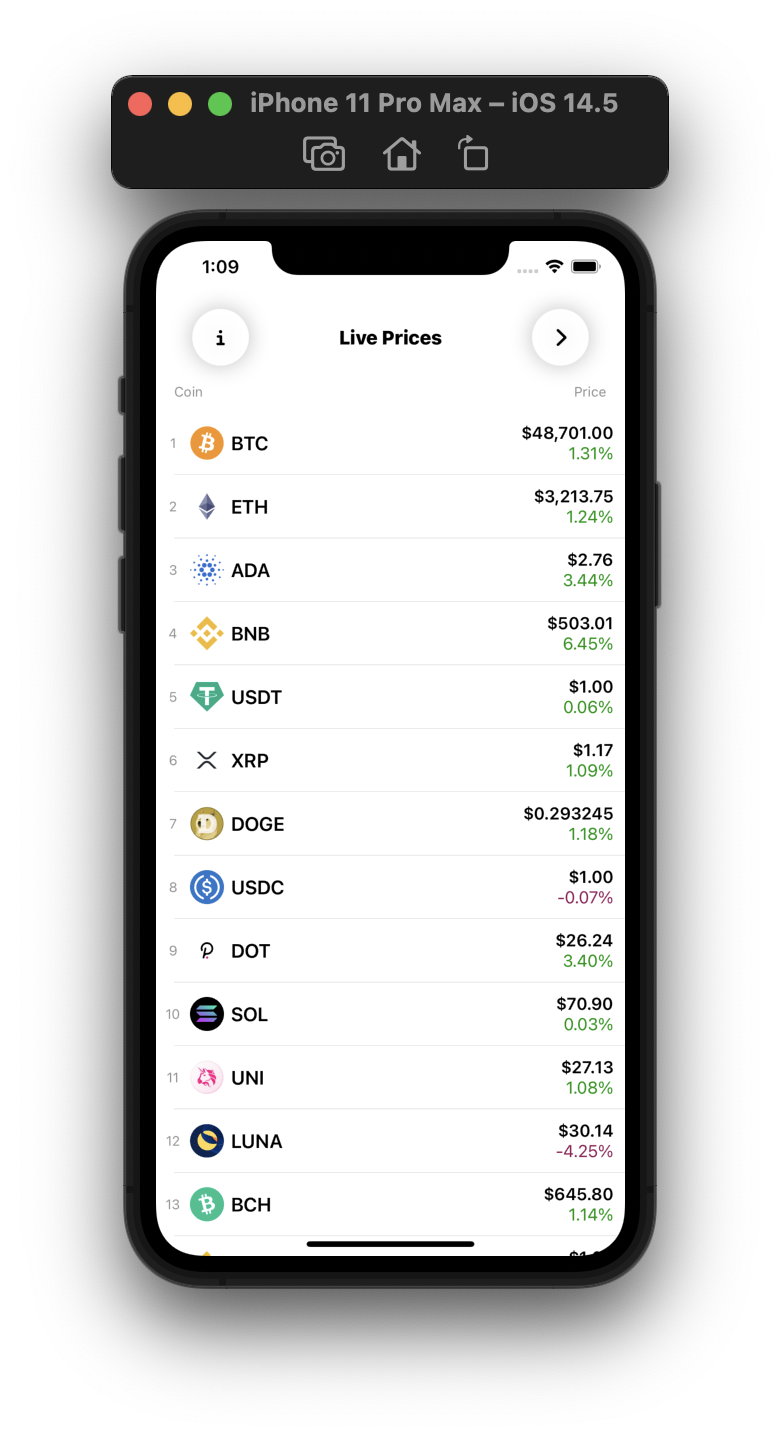 iPhone 11 Pro Max – iOS 14.5
1:09
i
Live Prices
Coin Price
1 BTC $48,701.00
1.31%
2 ETH $3,213.75
1.24%
3 ADA $2.76
3.44%
4 BNB $503.01
6.45%
5 USDT $1.00
0.06%
6 XRP $1.17
1.09%
7 DOGE $0.293245
1.18%
8 USDC $1.00
-0.07%
9 DOT $26.24
3.40%
10 SOL $70.90
0.03%
11 UNI $27.13
1.08%
12 LUNA $30.14
-4.25%
13 BCH $645.80
1.14%